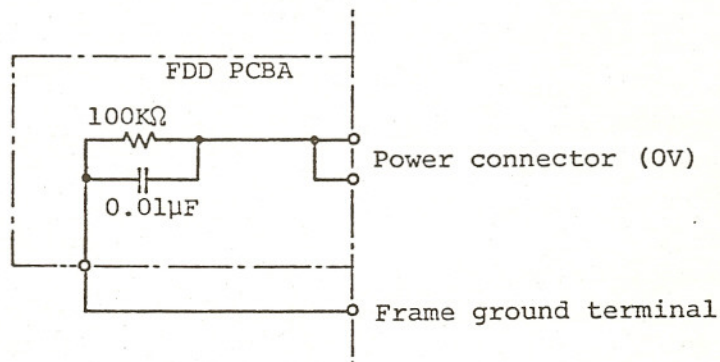 FDD PCBA
100KΩ
0.01μF
Power connector (0V)
Frame ground terminal